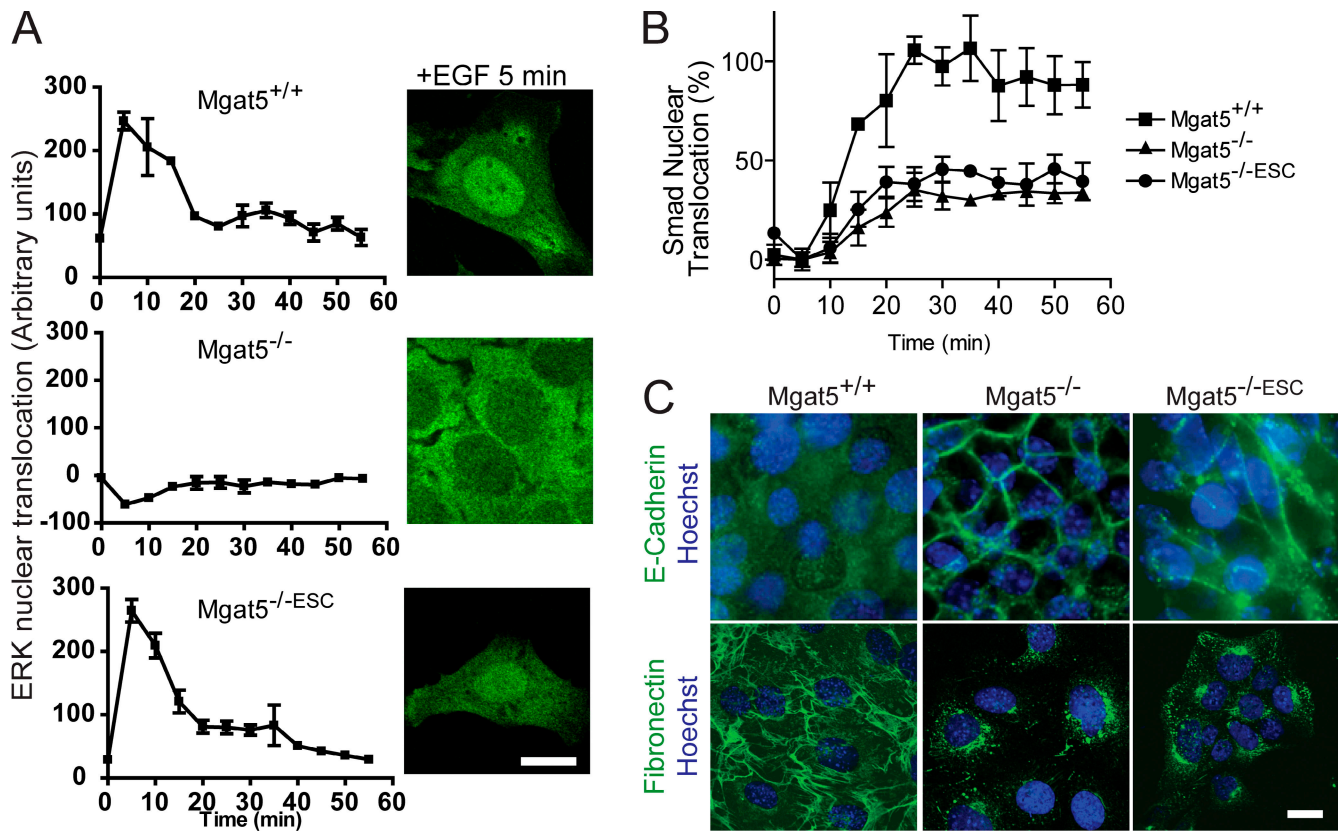 A
ERK nuclear translocation (Arbitrary units)
Mgat5+/+
300
200
100
0
0 10 20 30 40 50 60
+EGF 5 min
Mgat5-/-
300
200
100
0
-100
0 10 20 30 40 50 60
Mgat5-/-ESC
300
200
100
0
0 10 20 30 40 50 60
Time (min)
B
Smad Nuclear
Translocation (%)
100
50
0
0 10 20 30 40 50 60
Time (min)
Mgat5+/+
Mgat5-/-
Mgat5-/-ESC
C
Mgat5+/+ Mgat5-/- Mgat5-/-ESC
E-Cadherin
Hoechst
Fibronectin
Hoechst